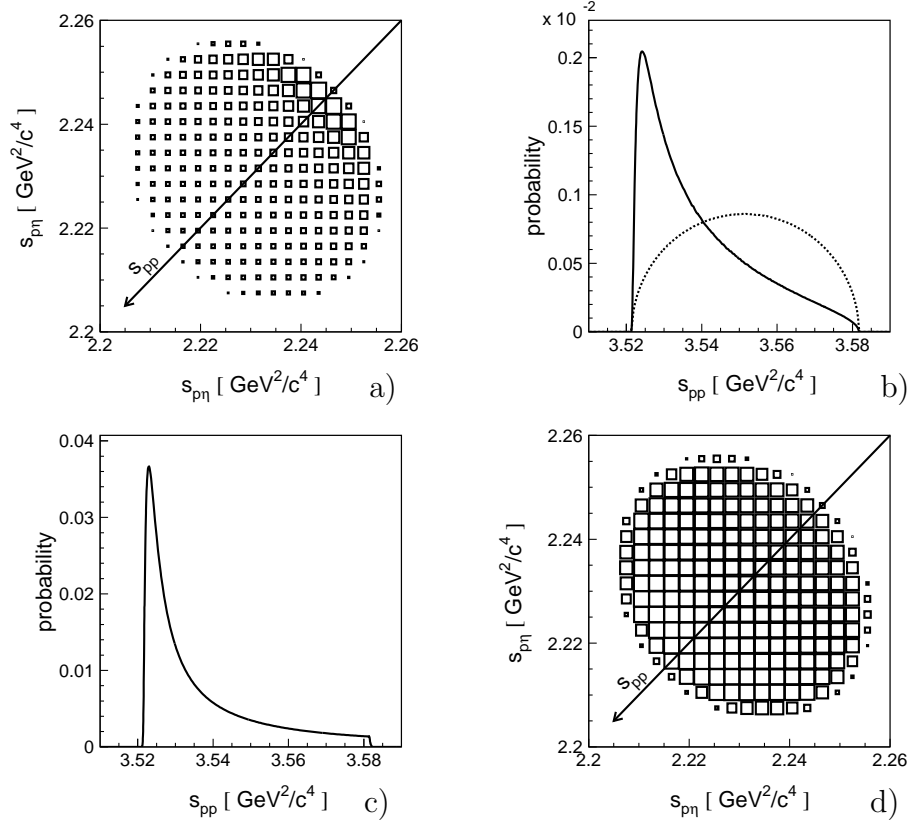 2.26
2.24
2.22
2.2
2.2
2.22
2.24
2.26
s_pη [ GeV²/c⁴ ]
s_pη [ GeV²/c⁴ ]
s_pp
a)
x 10⁻²
0.2
0.15
0.1
0.05
0
3.52
3.54
3.56
3.58
probability
s_pp [ GeV²/c⁴ ]
b)
0.04
0.03
0.02
0.01
0
3.52
3.54
3.56
3.58
probability
s_pp [ GeV²/c⁴ ]
c)
2.26
2.24
2.22
2.2
2.2
2.22
2.24
2.26
s_pη [ GeV²/c⁴ ]
s_pη [ GeV²/c⁴ ]
s_pp
d)